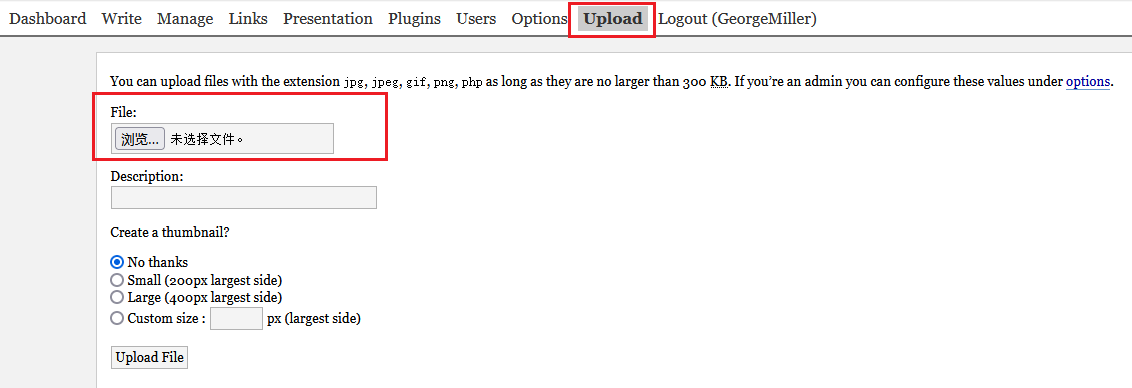 Dashboard Write Manage Links Presentation Plugins Users Options Upload Logout (GeorgeMiller)
You can upload files with the extension jpg, jpeg, gif, png, php as long as they are no larger than 300 KB. If you’re an admin you can configure these values under options.
File:
浏览... 未选择文件。
Description:
Create a thumbnail?
No thanks
Small (200px largest side)
Large (400px largest side)
Custom size : px (largest side)
Upload File